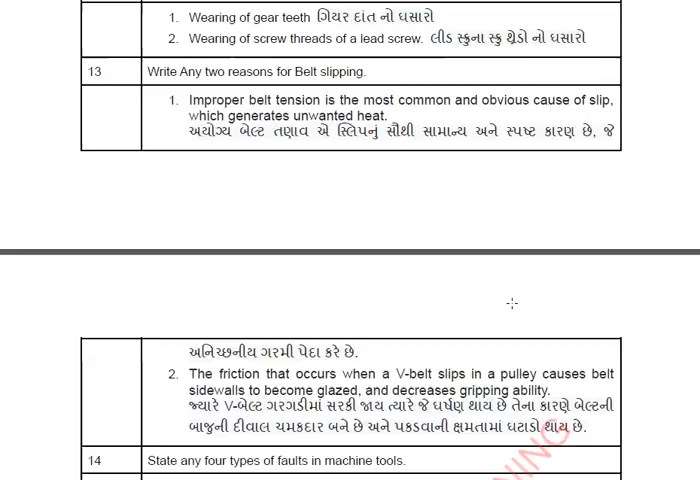 1. Wearing of gear teeth ગિયર દાંત નો ઘસારો
2. Wearing of screw threads of a lead screw. લીડ સ્ક્રુના સ્ક્રુ થ્રેડો નો ઘસારો
13 Write Any two reasons for Belt slipping.
1. Improper belt tension is the most common and obvious cause of slip,
which generates unwanted heat.
અયોગ્ય બેલ્ટ તણાવ એ સ્લિપનું સૌથી સામાન્ય અને સ્પષ્ટ કારણ છે, જે
અનિચ્છનીય ગરમી પેદા કરે છે.
2. The friction that occurs when a V-belt slips in a pulley causes belt
sidewalls to become glazed, and decreases gripping ability.
જ્યારે V-બેલ્ટ ગરગડીમાં સરકી જાય ત્યારે જે ઘર્ષણ થાય છે તેના કારણે બેલ્ટની
બાજુની દીવાલ ચમકદાર બને છે અને પકડવાની ક્ષમતામાં ઘટાડો થાય છે.
14 State any four types of faults in machine tools.